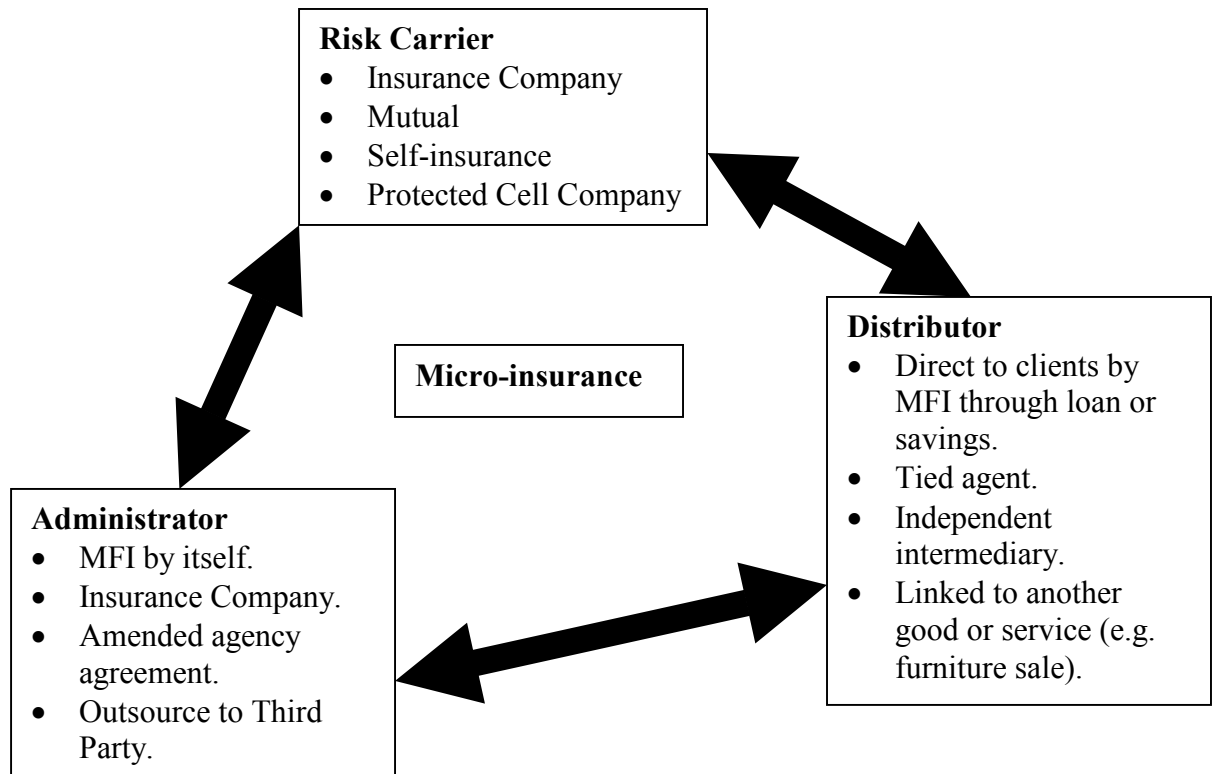 Risk Carrier
• Insurance Company
• Mutual
• Self-insurance
• Protected Cell Company
Micro-insurance
Distributor
• Direct to clients by
MFI through loan or
savings.
• Tied agent.
• Independent
intermediary.
• Linked to another
good or service (e.g.
furniture sale).
Administrator
• MFI by itself.
• Insurance Company.
• Amended agency
agreement.
• Outsource to Third
Party.